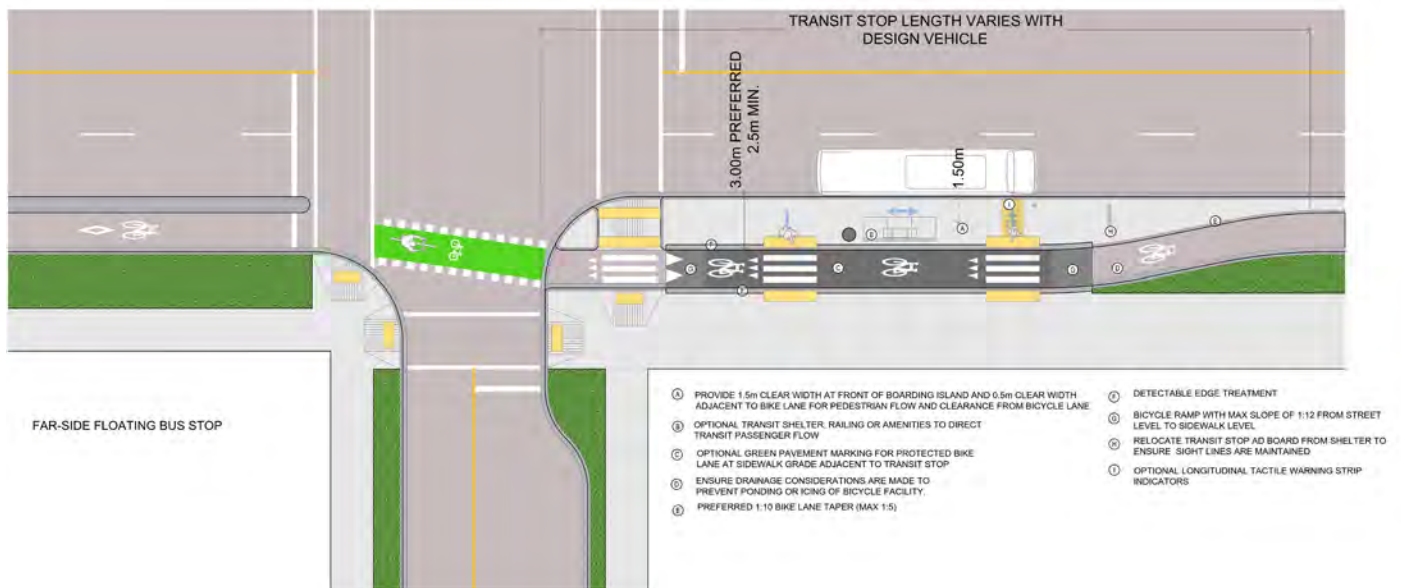 TRANSIT STOP LENGTH VARIES WITH
DESIGN VEHICLE
3.00m PREFERRED
2.5m MIN.
1.50m
I
A
B
H
E
F
G
C
G
D
F
FAR-SIDE FLOATING BUS STOP
A PROVIDE 1.5m CLEAR WIDTH AT FRONT OF BOARDING ISLAND AND 0.5m CLEAR WIDTH
ADJACENT TO BIKE LANE FOR PEDESTRIAN FLOW AND CLEARANCE FROM BICYCLE LANE
B OPTIONAL TRANSIT SHELTER, RAILING OR AMENITIES TO DIRECT
TRANSIT PASSENGER FLOW
C OPTIONAL GREEN PAVEMENT MARKING FOR PROTECTED BIKE
LANE AT SIDEWALK GRADE ADJACENT TO TRANSIT STOP
D ENSURE DRAINAGE CONSIDERATIONS ARE MADE TO
PREVENT PONDING OR ICING OF BICYCLE FACILITY.
E PREFERRED 1:10 BIKE LANE TAPER (MAX 1:5)
F DETECTABLE EDGE TREATMENT
G BICYCLE RAMP WITH MAX SLOPE OF 1:12 FROM STREET
LEVEL TO SIDEWALK LEVEL
H RELOCATE TRANSIT STOP AD BOARD FROM SHELTER TO
ENSURE SIGHT LINES ARE MAINTAINED
I OPTIONAL LONGITUDINAL TACTILE WARNING STRIP
INDICATORS